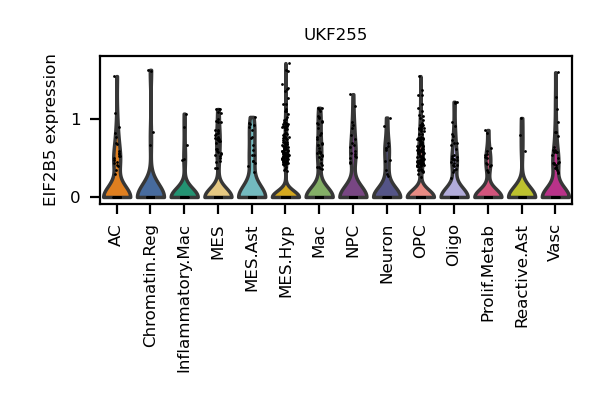 UKF255
EIF2B5 expression
1
0
AC
Chromatin.Reg
Inflammatory.Mac
MES
MES.Ast
MES.Hyp
Mac
NPC
Neuron
OPC
Oligo
Prolif.Metab
Reactive.Ast
Vasc